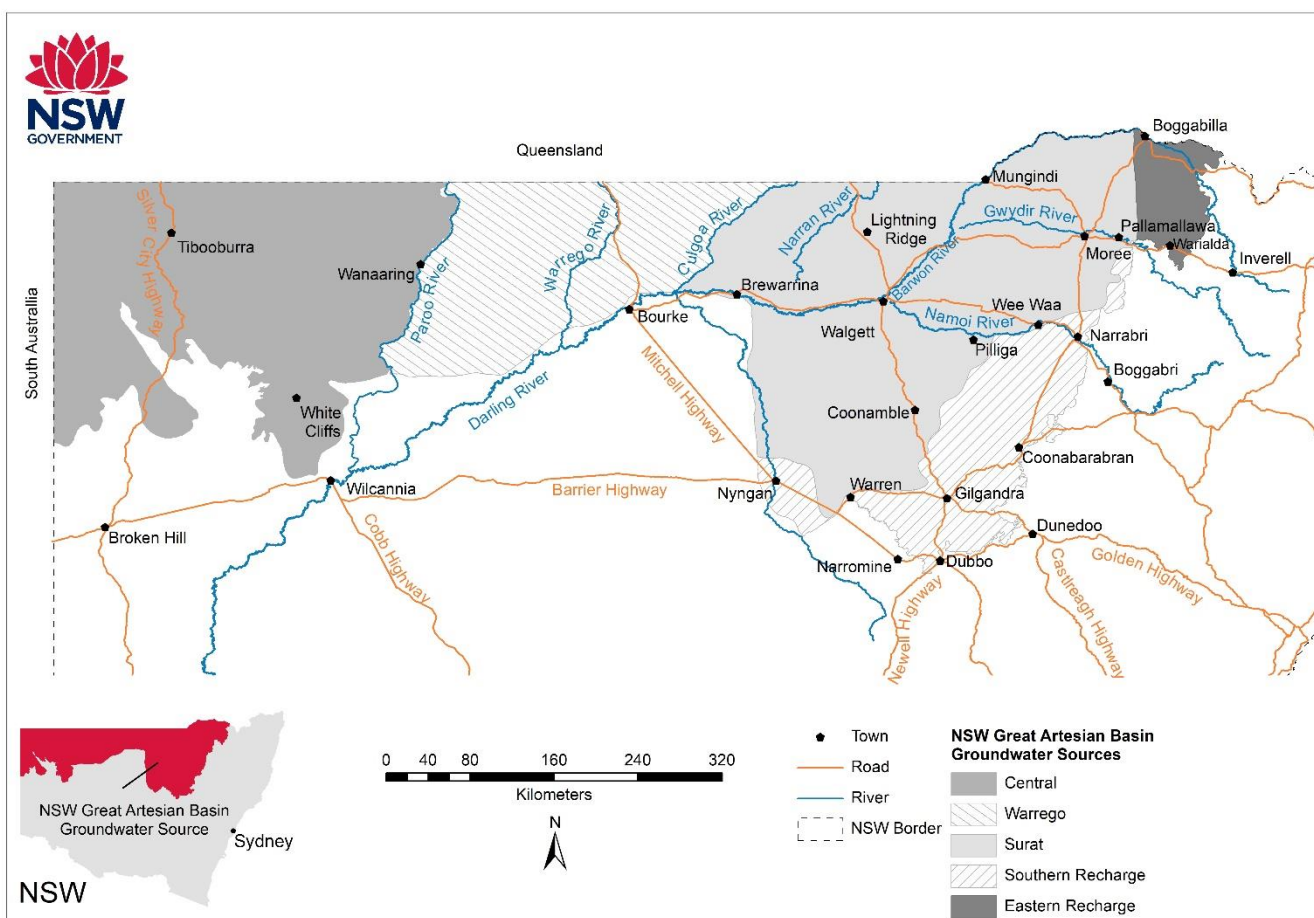 NSW
GOVERNMENT
Queensland
Boggabilla
Mungindi
Silver City Highway
Tibooburra
Wanaaring
Paroo River
Warrego River
Culgoa River
Narran River
Lightning
Ridge
Gwydir River
Pallamallawa
Moree
Warialda
Inverell
South Austrailia
Brewarrina
Barwon River
Bourke
Walgett
Wee Waa
Namoi River
Pilliga
Narrabri
Boggabri
White
Cliffs
Darling River
Mitchell Highway
Coonamble
Coonabarabran
Wilcannia
Barrier Highway
Nyngan
Warren
Gilgandra
Broken Hill
Cobb Highway
Dunedoo
Narromine
Dubbo
Golden Highway
Newell Highway
Castlreagh Highway
NSW Great Artesian Basin
Groundwater Source
Sydney
NSW
0 40 80 160 240 320
Kilometers
N
Town
Road
River
NSW Border
NSW Great Artesian Basin
Groundwater Sources
Central
Warrego
Surat
Southern Recharge
Eastern Recharge